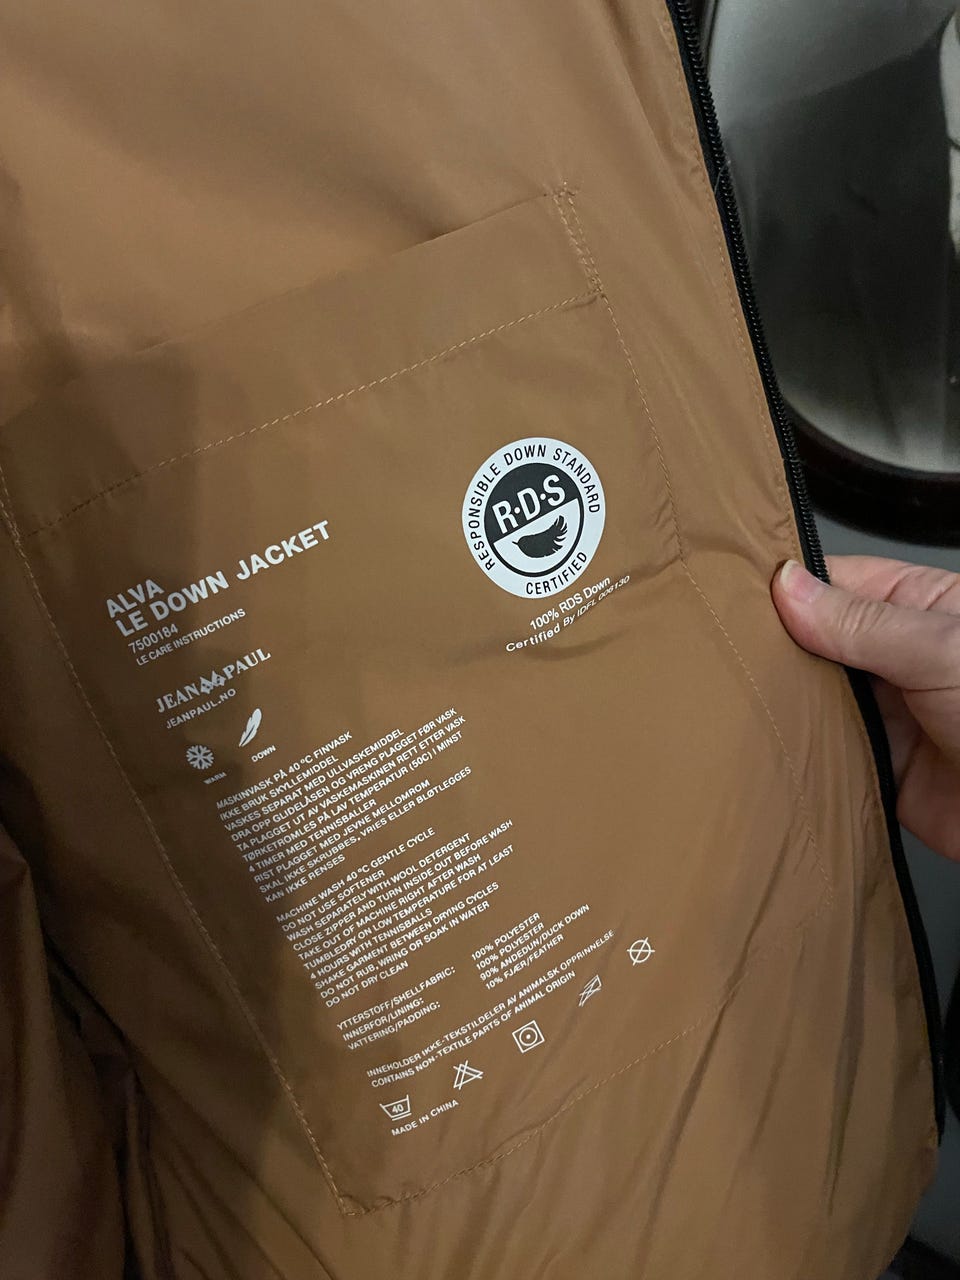 RESPONSIBLE DOWN STANDARD
R·D·S
CERTIFIED
100% RDS Down
Certified By IDFL 006130
ALVA
LE DOWN JACKET
7500184
LE CARE INSTRUCTIONS
JEAN PAUL
JEANPAUL.NO
WARM
DOWN
MASKINVASK PÅ 40 ºC FINVASK
IKKE BRUK SKYLLEMIDDEL
VASKES SEPARAT MED ULLVASKEMIDDEL
DRA OPP GLIDELÅSEN OG VRENG PLAGGET FØR VASK
TA PLAGGET UT AV VASKEMASKINEN RETT ETTER VASK
TØRKETROMLES PÅ LAV TEMPERATUR (50C) I MINST
4 TIMER MED TENNISBALLER
RIST PLAGGET MED JEVNE MELLOMROM
SKAL IKKE SKRUBBES, VRIES ELLER BLØTLEGGES
KAN IKKE RENSES
MACHINE WASH 40 ºC GENTLE CYCLE
DO NOT USE SOFTENER
WASH SEPARATELY WITH WOOL DETERGENT
CLOSE ZIPPER AND TURN INSIDE OUT BEFORE WASH
TAKE OUT OF MACHINE RIGHT AFTER WASH
TUMBLEDRY ON LOW TEMPERATURE FOR AT LEAST
4 HOURS WITH TENNISBALLS
SHAKE GARMENT BETWEEN DRYING CYCLES
DO NOT RUB, WRING OR SOAK IN WATER
DO NOT DRY CLEAN
YTTERSTOFF/SHELLFABRIC: 100% POLYESTER
INNERFOR/LINING: 100% POLYESTER
VATTERING/PADDING: 90% ANDEDUN/DUCK DOWN
10% FJÆR/FEATHER
INNEHOLDER IKKE-TEKSTILDELER AV ANIMALSK OPPRINNELSE
CONTAINS NON-TEXTILE PARTS OF ANIMAL ORIGIN
40
MADE IN CHINA